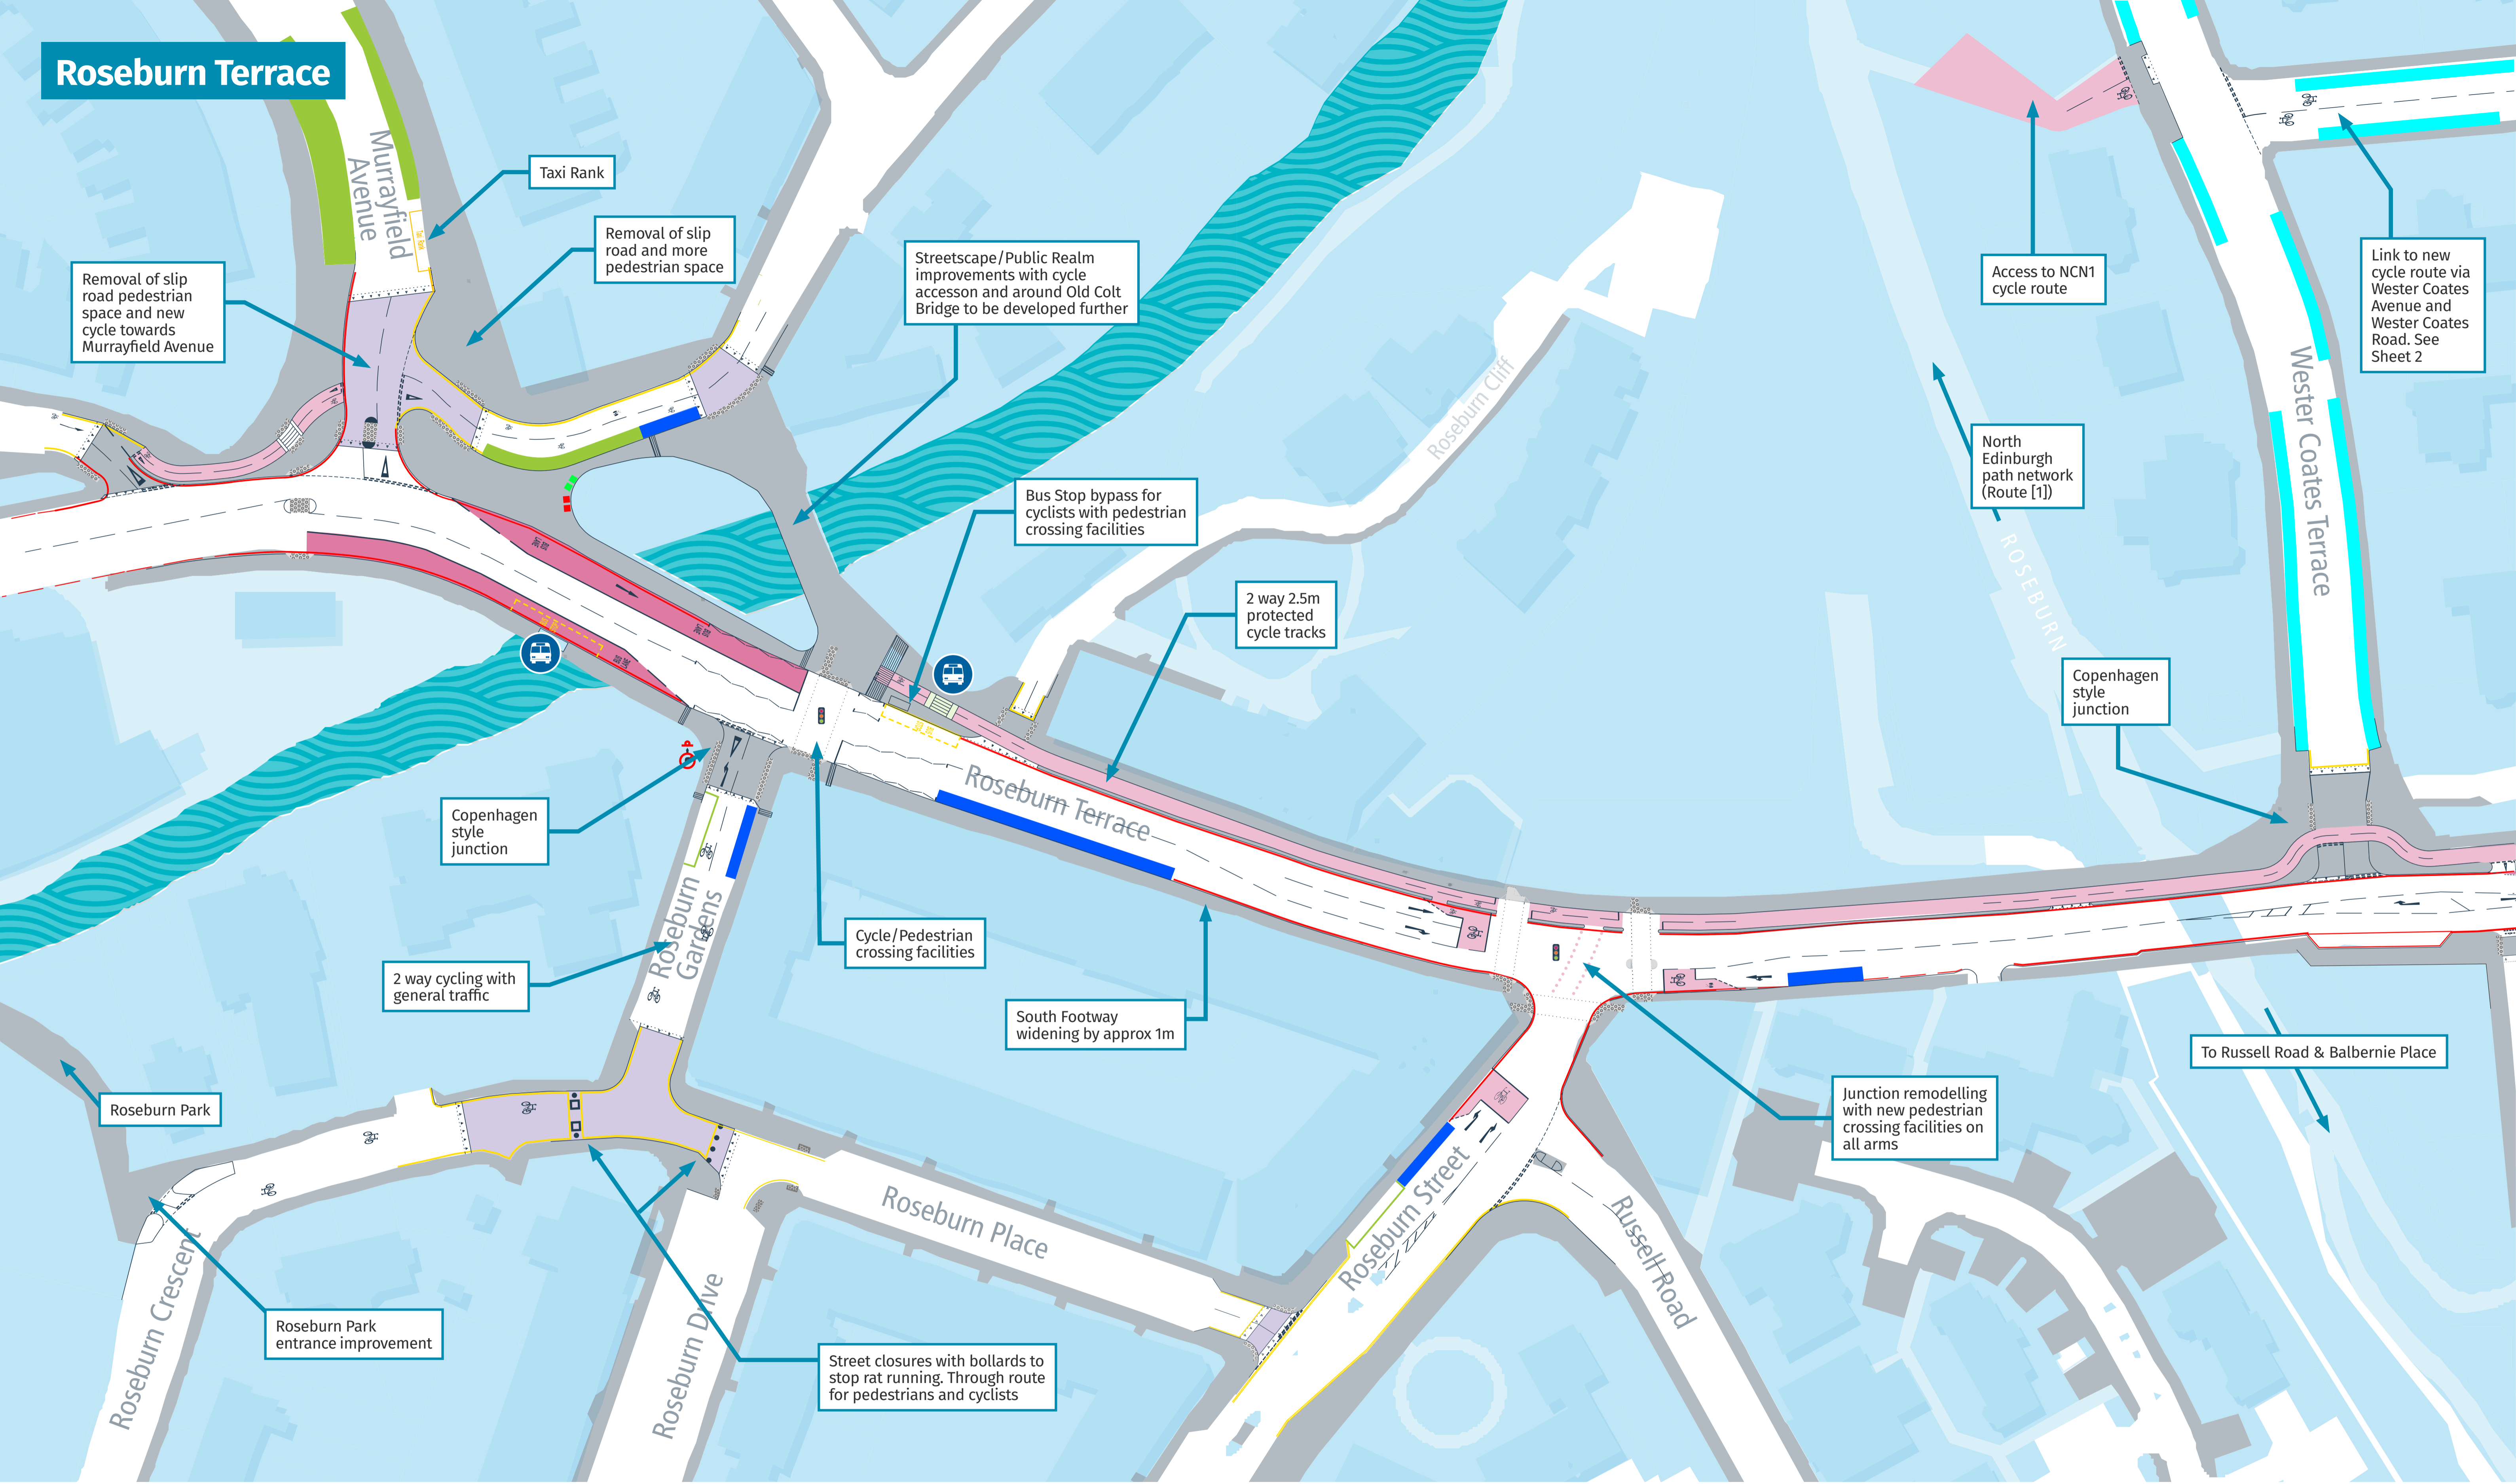 Roseburn Terrace
Murrayfield
Avenue
Taxi Rank
Removal of slip
road and more
pedestrian space
Removal of slip
road pedestrian
space and new
cycle towards
Murrayfield Avenue
Streetscape/Public Realm
improvements with cycle
accesson and around Old Colt
Bridge to be developed further
Access to NCN1
cycle route
Link to new
cycle route via
Wester Coates
Avenue and
Wester Coates
Road. See
Sheet 2
Roseburn Cliff
Wester Coates Terrace
North
Edinburgh
path network
(Route [1])
ROSEBURN
Bus Stop bypass for
cyclists with pedestrian
crossing facilities
2 way 2.5m
protected
cycle tracks
Copenhagen
style
junction
Roseburn Terrace
Copenhagen
style
junction
Roseburn
Gardens
Cycle/Pedestrian
crossing facilities
2 way cycling with
general traffic
South Footway
widening by approx 1m
To Russell Road & Balbernie Place
Roseburn Park
Junction remodelling
with new pedestrian
crossing facilities on
all arms
Roseburn Place
Roseburn Street
Russell Road
Roseburn Crescent
Roseburn Drive
Roseburn Park
entrance improvement
Street closures with bollards to
stop rat running. Through route
for pedestrians and cyclists